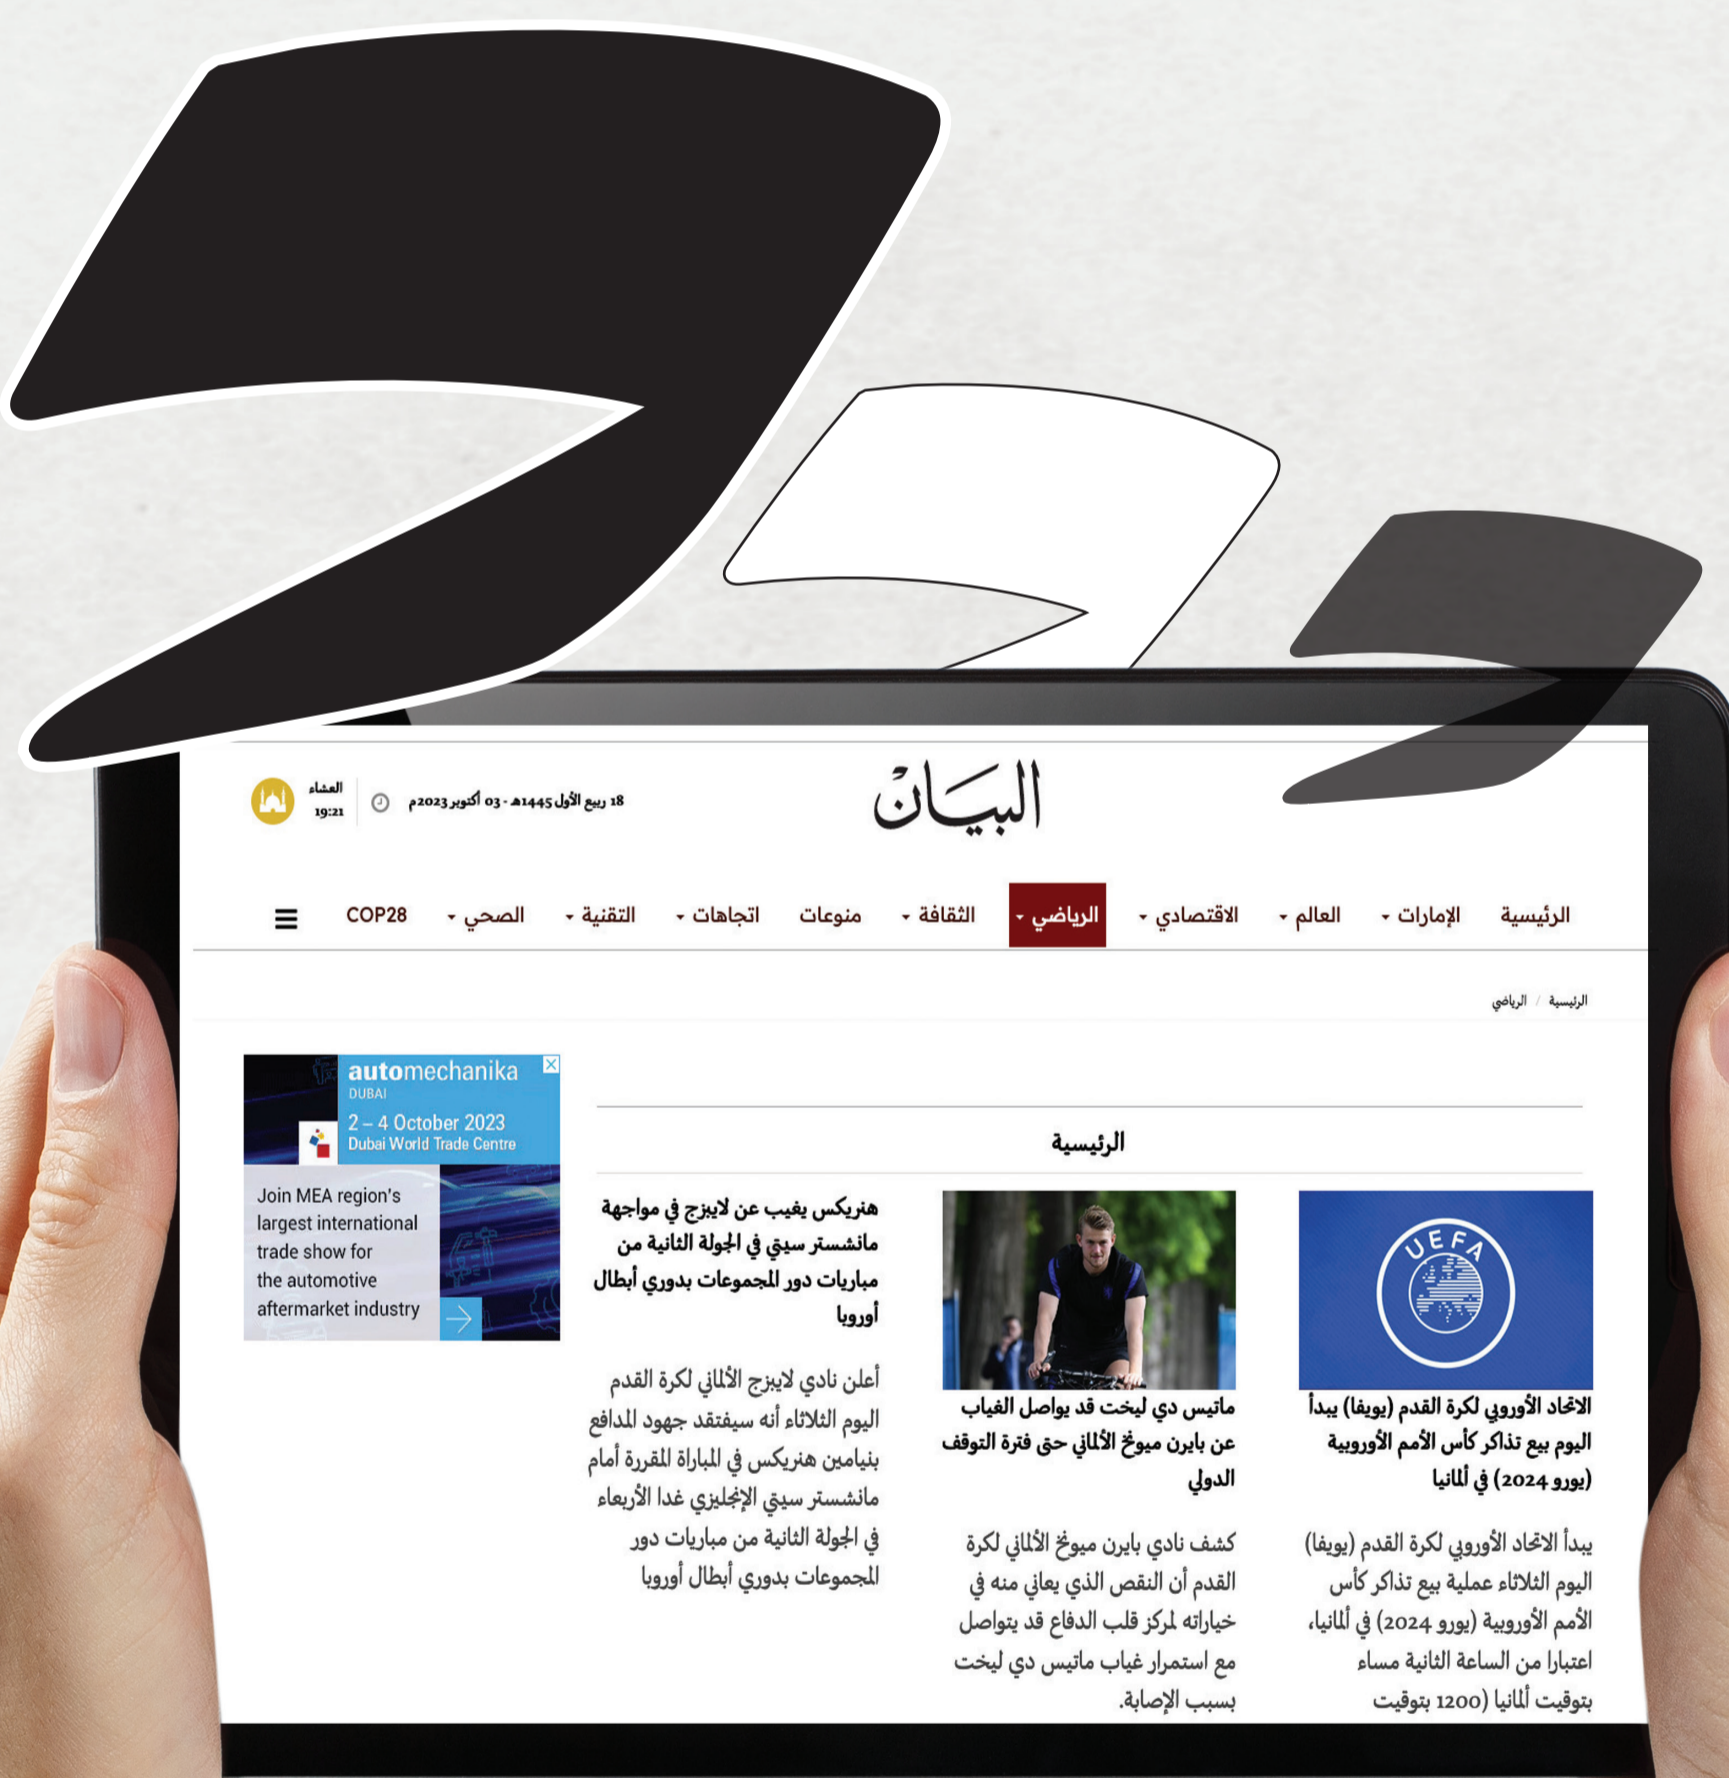 البيان
18 ربيع الأول 1445هـ - 03 أكتوبر 2023م
العشاء
19:21
الرئيسية الإمارات العالم الاقتصادي الرياضي الثقافة منوعات اتجاهات التقنية الصحي COP28
الرئيسية / الرياضي
الرئيسية
UEFA
الاتحاد الأوروبي لكرة القدم (يويفا) يبدأ
اليوم بيع تذاكر كأس الأمم الأوروبية
(يورو 2024) في ألمانيا
يبدأ الاتحاد الأوروبي لكرة القدم (يويفا)
اليوم الثلاثاء عملية بيع تذاكر كأس
الأمم الأوروبية (يورو 2024) في ألمانيا،
اعتبارا من الساعة الثانية مساء
بتوقيت ألمانيا (1200 بتوقيت
ماتيس دي ليخت قد يواصل الغياب
عن بايرن ميونخ الألماني حتى فترة التوقف
الدولي
كشف نادي بايرن ميونخ الألماني لكرة
القدم أن النقص الذي يعاني منه في
خياراته لمركز قلب الدفاع قد يتواصل
مع استمرار غياب ماتيس دي ليخت
بسبب الإصابة.
هنريكس يغيب عن لايبزج في مواجهة
مانشستر سيتي في الجولة الثانية من
مباريات دور المجموعات بدوري أبطال
أوروبا
أعلن نادي لايبزج الألماني لكرة القدم
اليوم الثلاثاء أنه سيفتقد جهود المدافع
بنيامين هنريكس في المباراة المقررة أمام
مانشستر سيتي الإنجليزي غدا الأربعاء
في الجولة الثانية من مباريات دور
المجموعات بدوري أبطال أوروبا
automechanika
DUBAI
2 – 4 October 2023
Dubai World Trade Centre
Join MEA region's
largest international
trade show for
the automotive
aftermarket industry